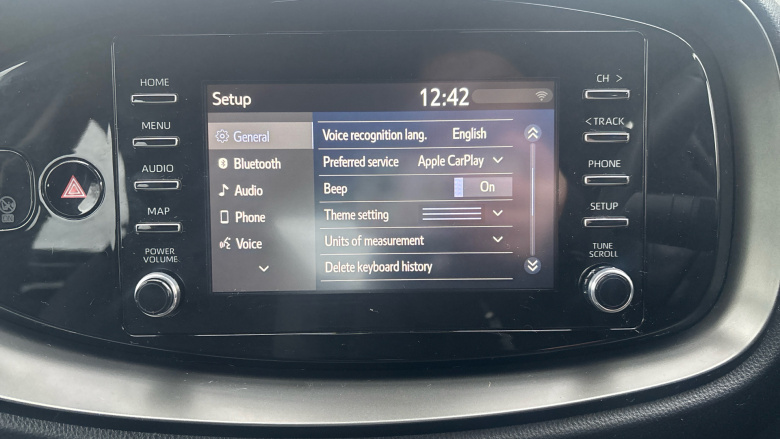 HOME
MENU
AUDIO
MAP
POWER
VOLUME
Setup 12:42
General
Bluetooth
Audio
Phone
Voice
Voice recognition lang. English
Preferred service Apple CarPlay
Beep On
Theme setting
Units of measurement
Delete keyboard history
CH >
< TRACK
PHONE
SETUP
TUNE
SCROLL